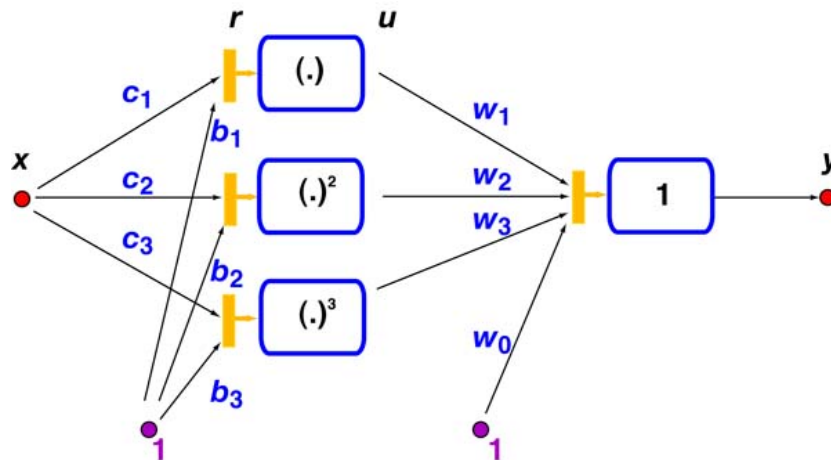 r u
(.)
c₁
b₁
w₁
x
c₂
(.)²
w₂
1
y
c₃
w₃
b₂
(.)³
w₀
b₃
1
1